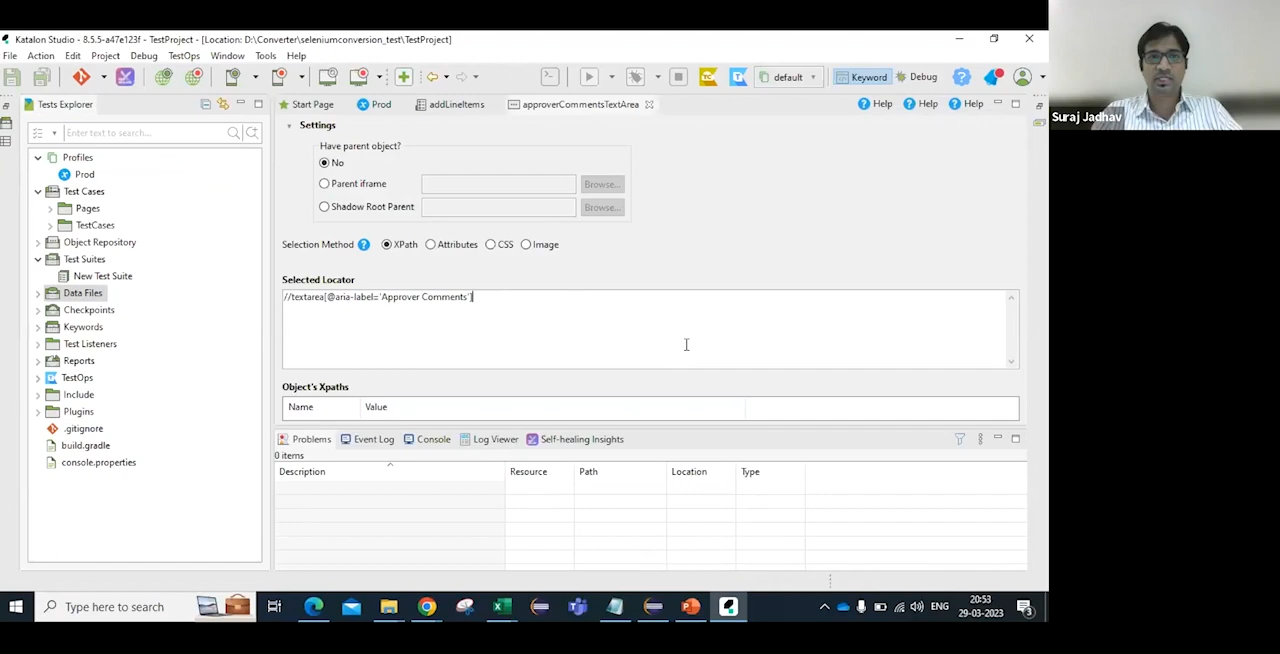 Katalon Studio - 8.5.5-a47e123f - TestProject - [Location: D:\Converter\seleniumconversion_test\TestProject]
File Action Edit Project Debug TestOps Window Tools Help
default Keyword Debug
Tests Explorer
Enter text to search...
Profiles
Prod
Test Cases
Pages
TestCases
Object Repository
Test Suites
New Test Suite
Data Files
Checkpoints
Keywords
Test Listeners
Reports
TestOps
Include
Plugins
.gitignore
build.gradle
console.properties
Start Page Prod addLineItems approverCommentsTextArea Help Help Help
Settings
Have parent object?
No
Parent iframe Browse...
Shadow Root Parent Browse...
Selection Method ? XPath Attributes CSS Image
Selected Locator
//textarea[@aria-label='Approver Comments']
Object's Xpaths
Name Value
Problems Event Log Console Log Viewer Self-healing Insights
0 items
Description Resource Path Location Type
Type here to search
ENG
20:53
29-03-2023
3
Suraj Jadhav